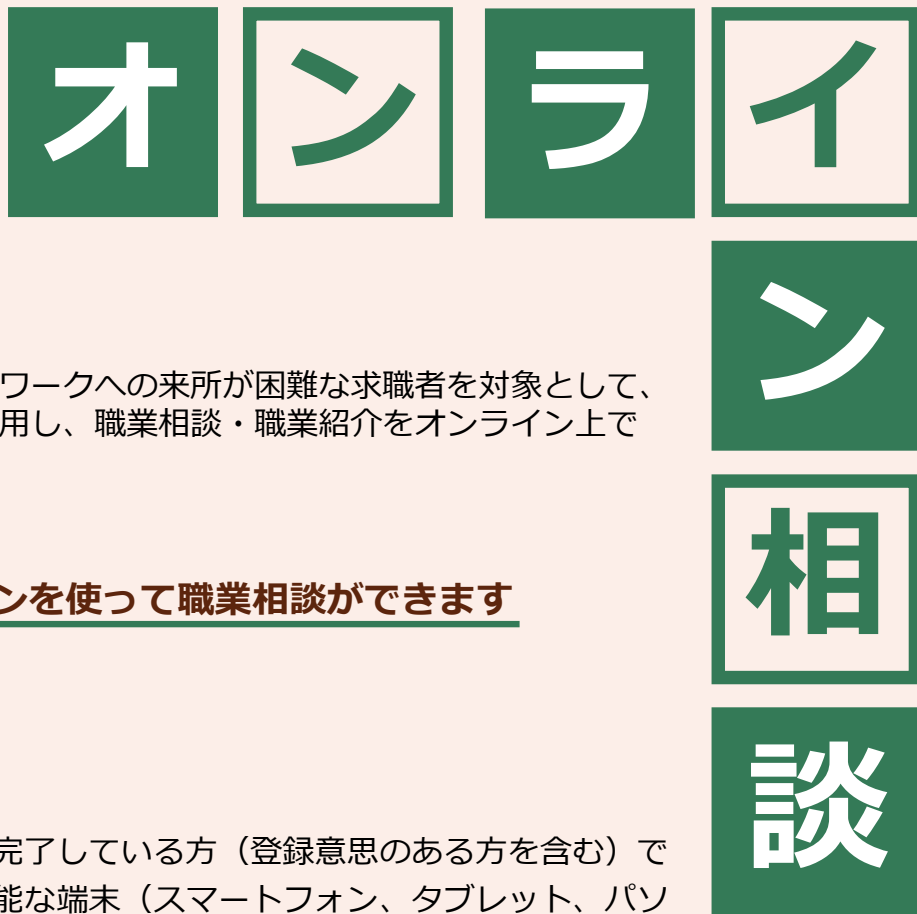 オンライン相談
ワークへの来所が困難な求職者を対象として、
用し、職業相談・職業紹介をオンライン上で
ンを使って職業相談ができます
完了している方（登録意思のある方を含む）で
能な端末（スマートフォン、タブレット、パソ